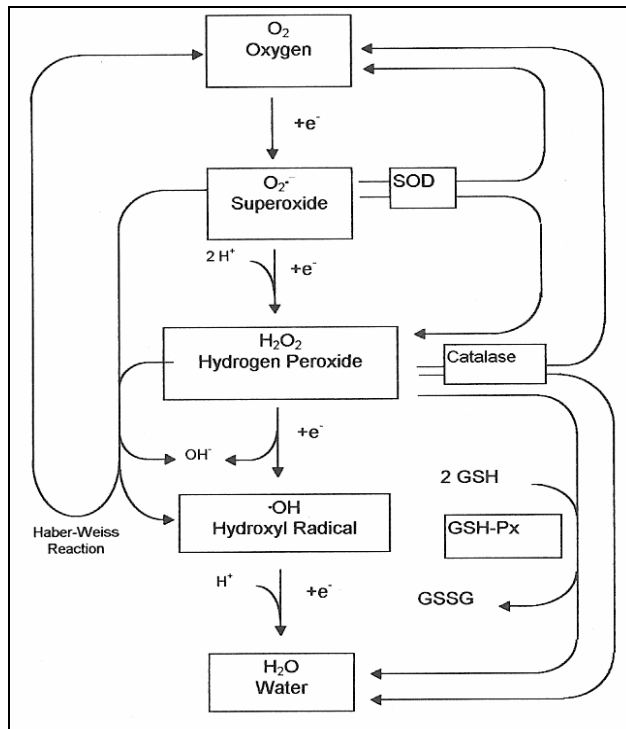 O₂
Oxygen
+e⁻
O₂·⁻
Superoxide
SOD
2 H⁺
+e⁻
H₂O₂
Hydrogen Peroxide
Catalase
+e⁻
OH⁻
2 GSH
·OH
Hydroxyl Radical
GSH-Px
Haber-Weiss
Reaction
H⁺
+e⁻
GSSG
H₂O
Water